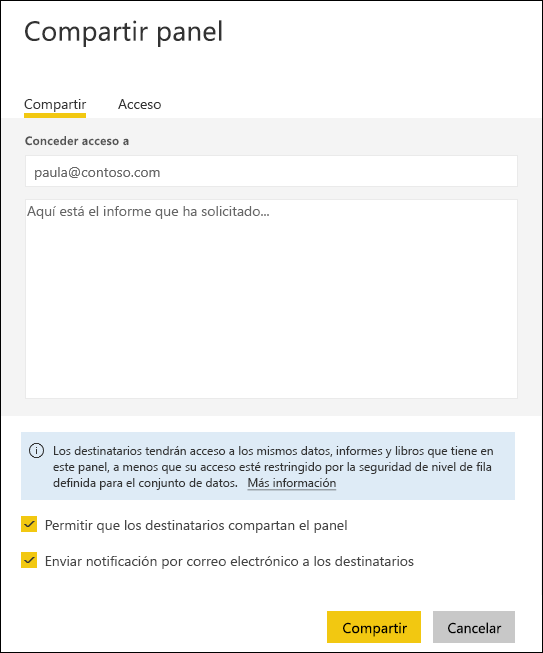 Compartir panel
Compartir Acceso
Conceder acceso a
paula@contoso.com
Aquí está el informe que ha solicitado...
Los destinatarios tendrán acceso a los mismos datos, informes y libros que tiene en
este panel, a menos que su acceso esté restringido por la seguridad de nivel de fila
definida para el conjunto de datos. Más información
Permitir que los destinatarios compartan el panel
Enviar notificación por correo electrónico a los destinatarios
Compartir Cancelar